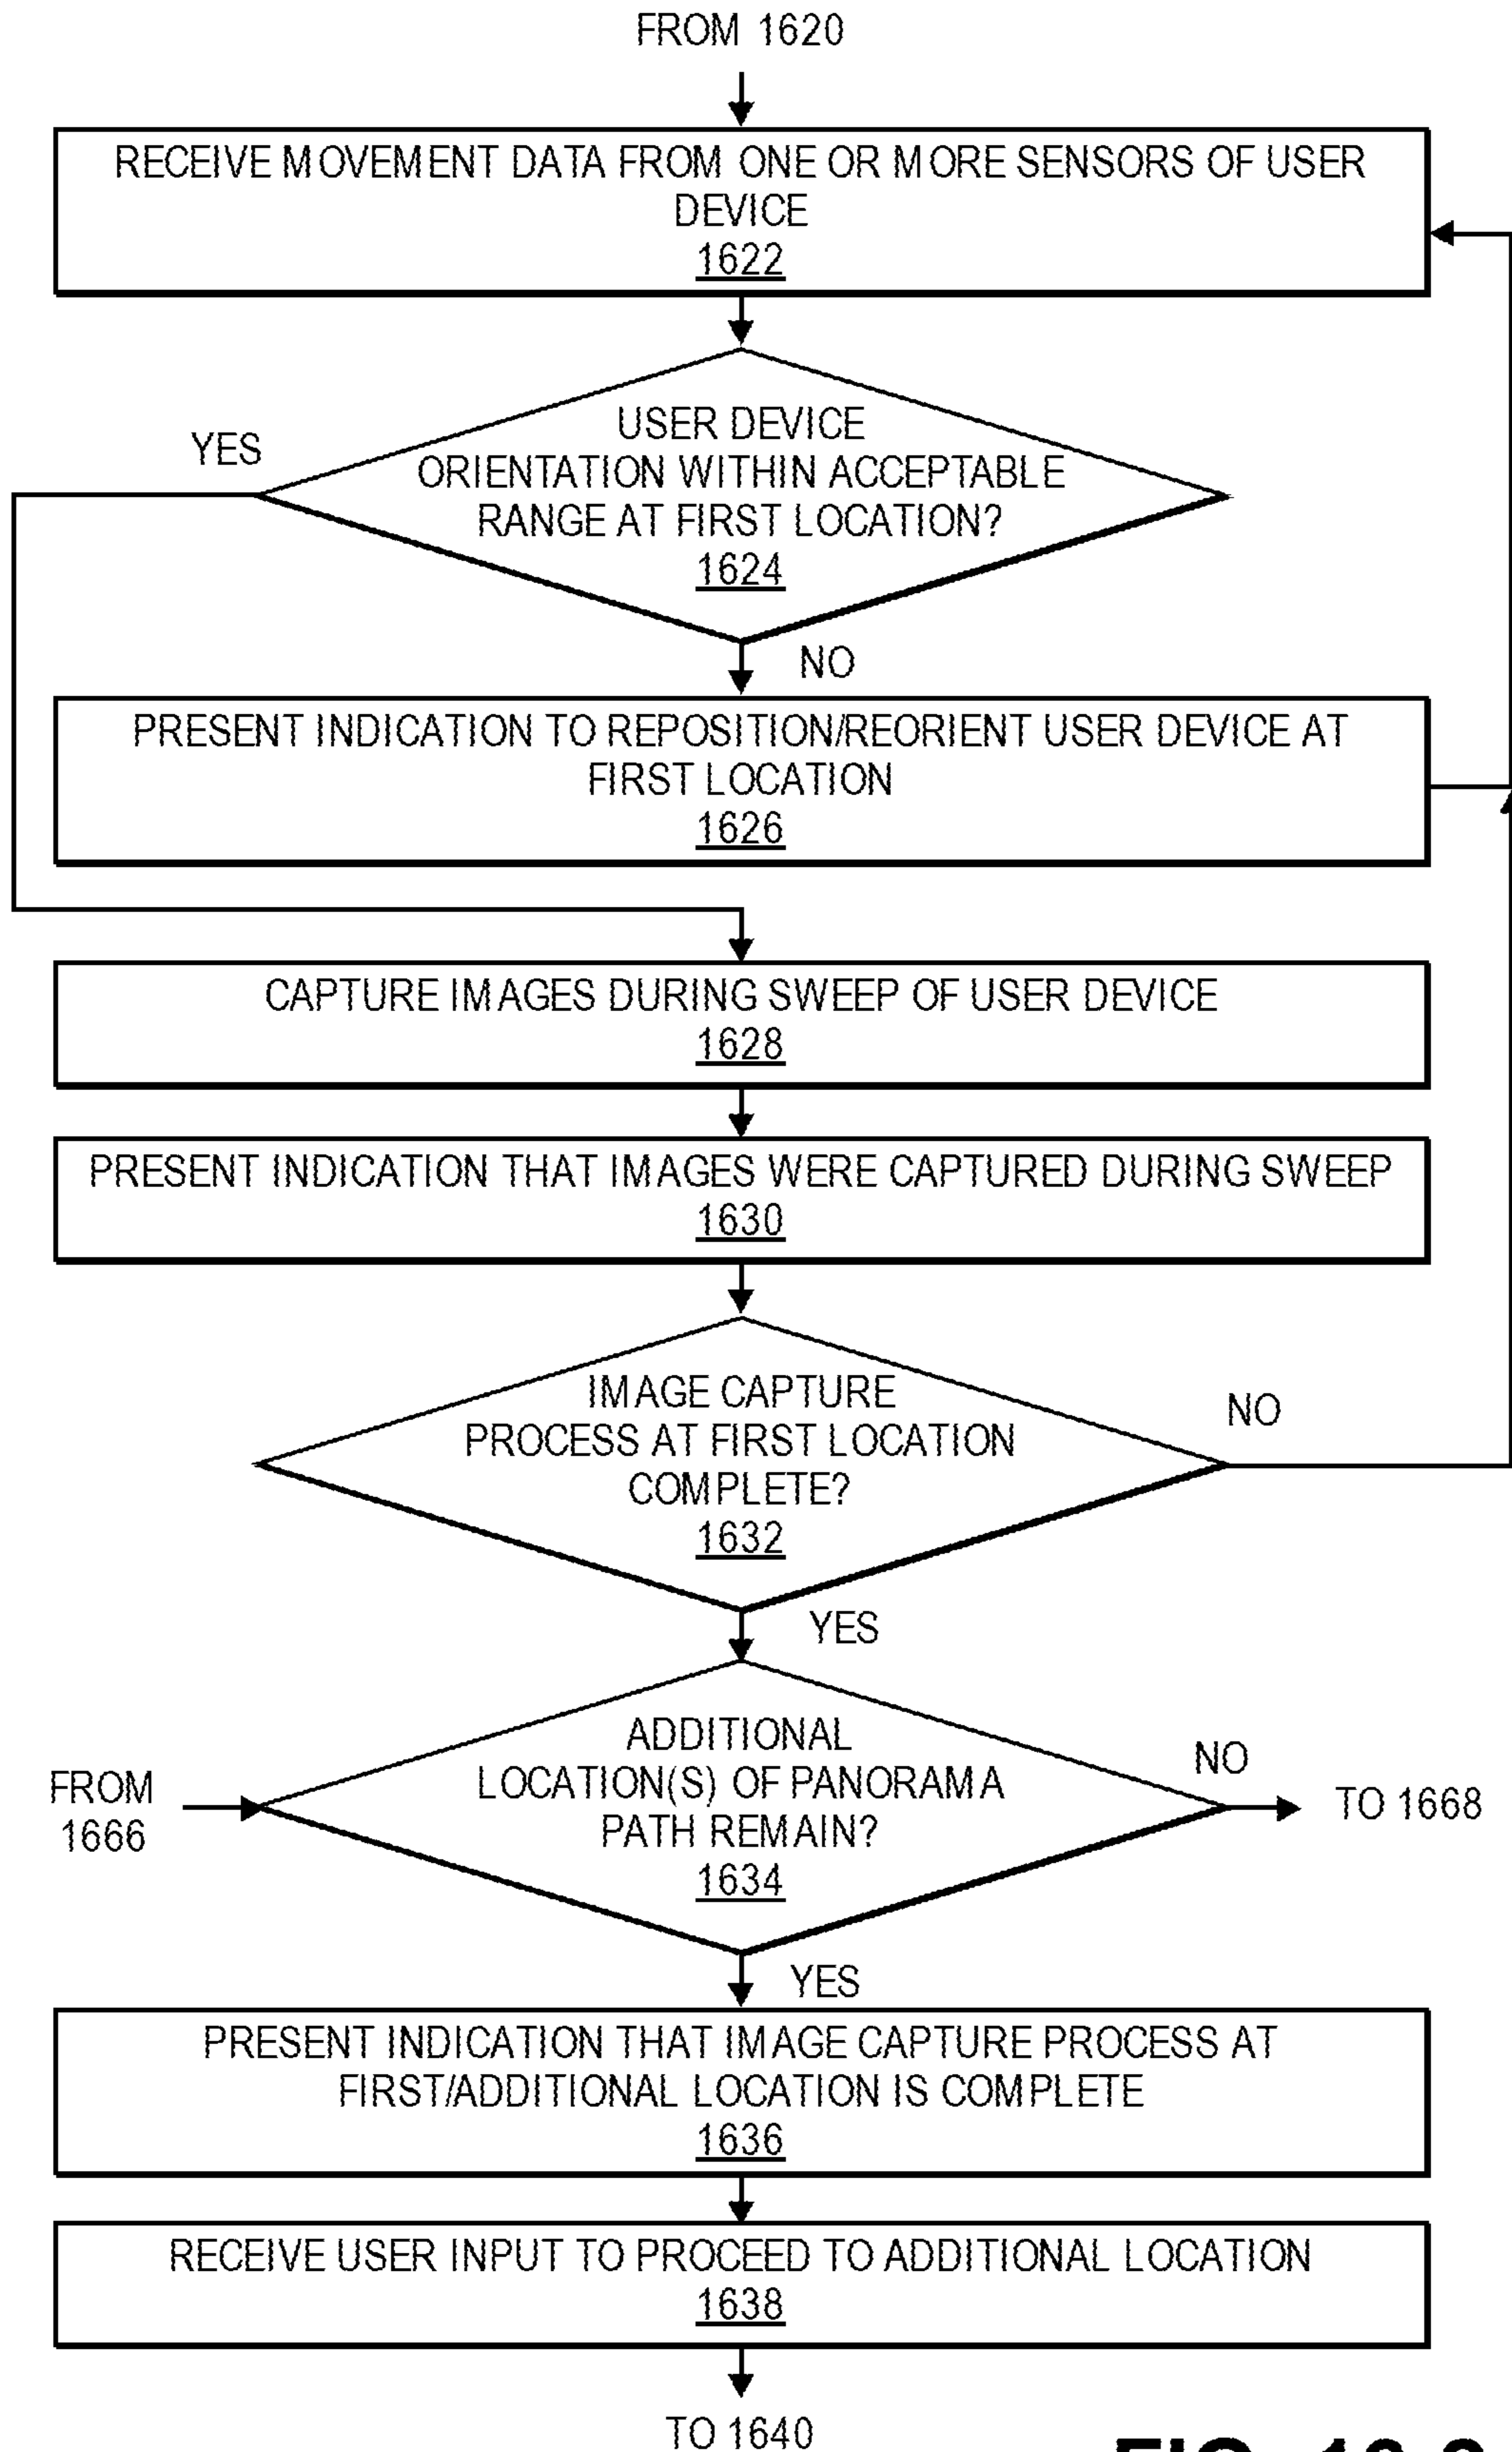 FROM 1620
RECEIVE MOVEMENT DATA FROM ONE OR MORE SENSORS OF USER
DEVICE
1622
USER DEVICE
ORIENTATION WITHIN ACCEPTABLE
RANGE AT FIRST LOCATION?
1624
YES
NO
PRESENT INDICATION TO REPOSITION/REORIENT USER DEVICE AT
FIRST LOCATION
1626
CAPTURE IMAGES DURING SWEEP OF USER DEVICE
1628
PRESENT INDICATION THAT IMAGES WERE CAPTURED DURING SWEEP
1630
IMAGE CAPTURE
PROCESS AT FIRST LOCATION
COMPLETE?
1632
NO
YES
ADDITIONAL
LOCATION(S) OF PANORAMA
PATH REMAIN?
1634
FROM
1666
NO
TO 1668
YES
PRESENT INDICATION THAT IMAGE CAPTURE PROCESS AT
FIRST/ADDITIONAL LOCATION IS COMPLETE
1636
RECEIVE USER INPUT TO PROCEED TO ADDITIONAL LOCATION
1638
TO 1640